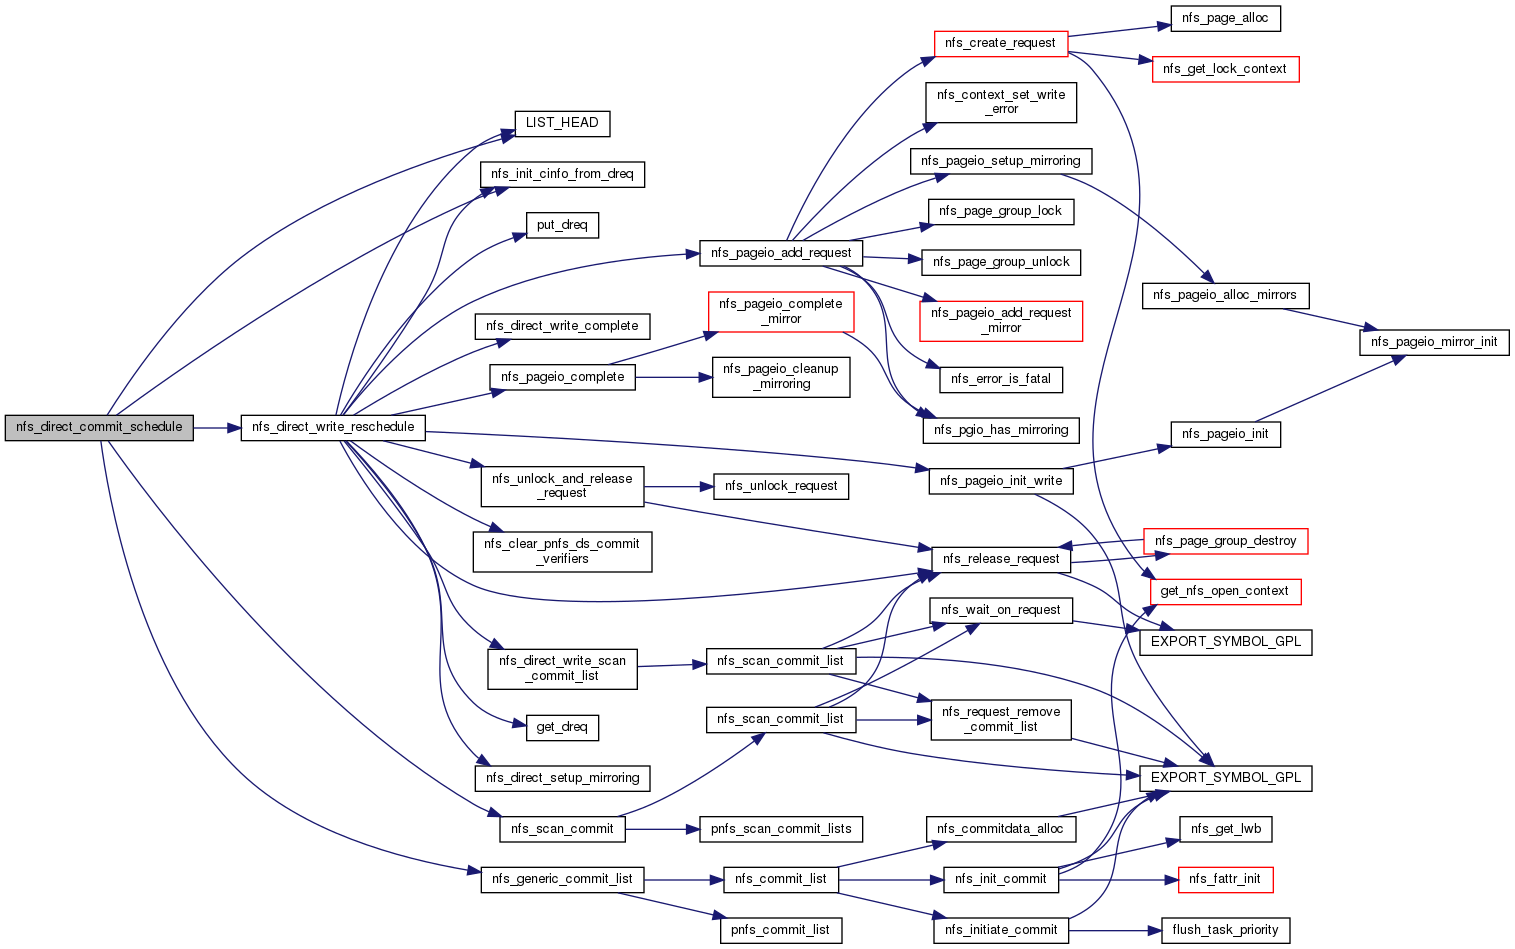 nfs_direct_commit_schedule
LIST_HEAD
nfs_init_cinfo_from_dreq
put_dreq
nfs_direct_write_complete
nfs_pageio_complete
nfs_direct_write_reschedule
nfs_unlock_and_release
_request
nfs_clear_pnfs_ds_commit
_verifiers
nfs_direct_write_scan
_commit_list
get_dreq
nfs_direct_setup_mirroring
nfs_scan_commit
nfs_generic_commit_list
nfs_pageio_add_request
nfs_pageio_complete
_mirror
nfs_pageio_cleanup
_mirroring
nfs_unlock_request
nfs_scan_commit_list
nfs_scan_commit_list
pnfs_scan_commit_lists
nfs_commit_list
pnfs_commit_list
nfs_create_request
nfs_context_set_write
_error
nfs_pageio_setup_mirroring
nfs_page_group_lock
nfs_page_group_unlock
nfs_pageio_add_request
_mirror
nfs_error_is_fatal
nfs_pgio_has_mirroring
nfs_pageio_init_write
nfs_release_request
nfs_wait_on_request
nfs_request_remove
_commit_list
nfs_commitdata_alloc
nfs_init_commit
nfs_initiate_commit
nfs_page_alloc
nfs_get_lock_context
nfs_pageio_alloc_mirrors
nfs_pageio_init
nfs_page_group_destroy
get_nfs_open_context
EXPORT_SYMBOL_GPL
EXPORT_SYMBOL_GPL
nfs_get_lwb
nfs_fattr_init
flush_task_priority
nfs_pageio_mirror_init